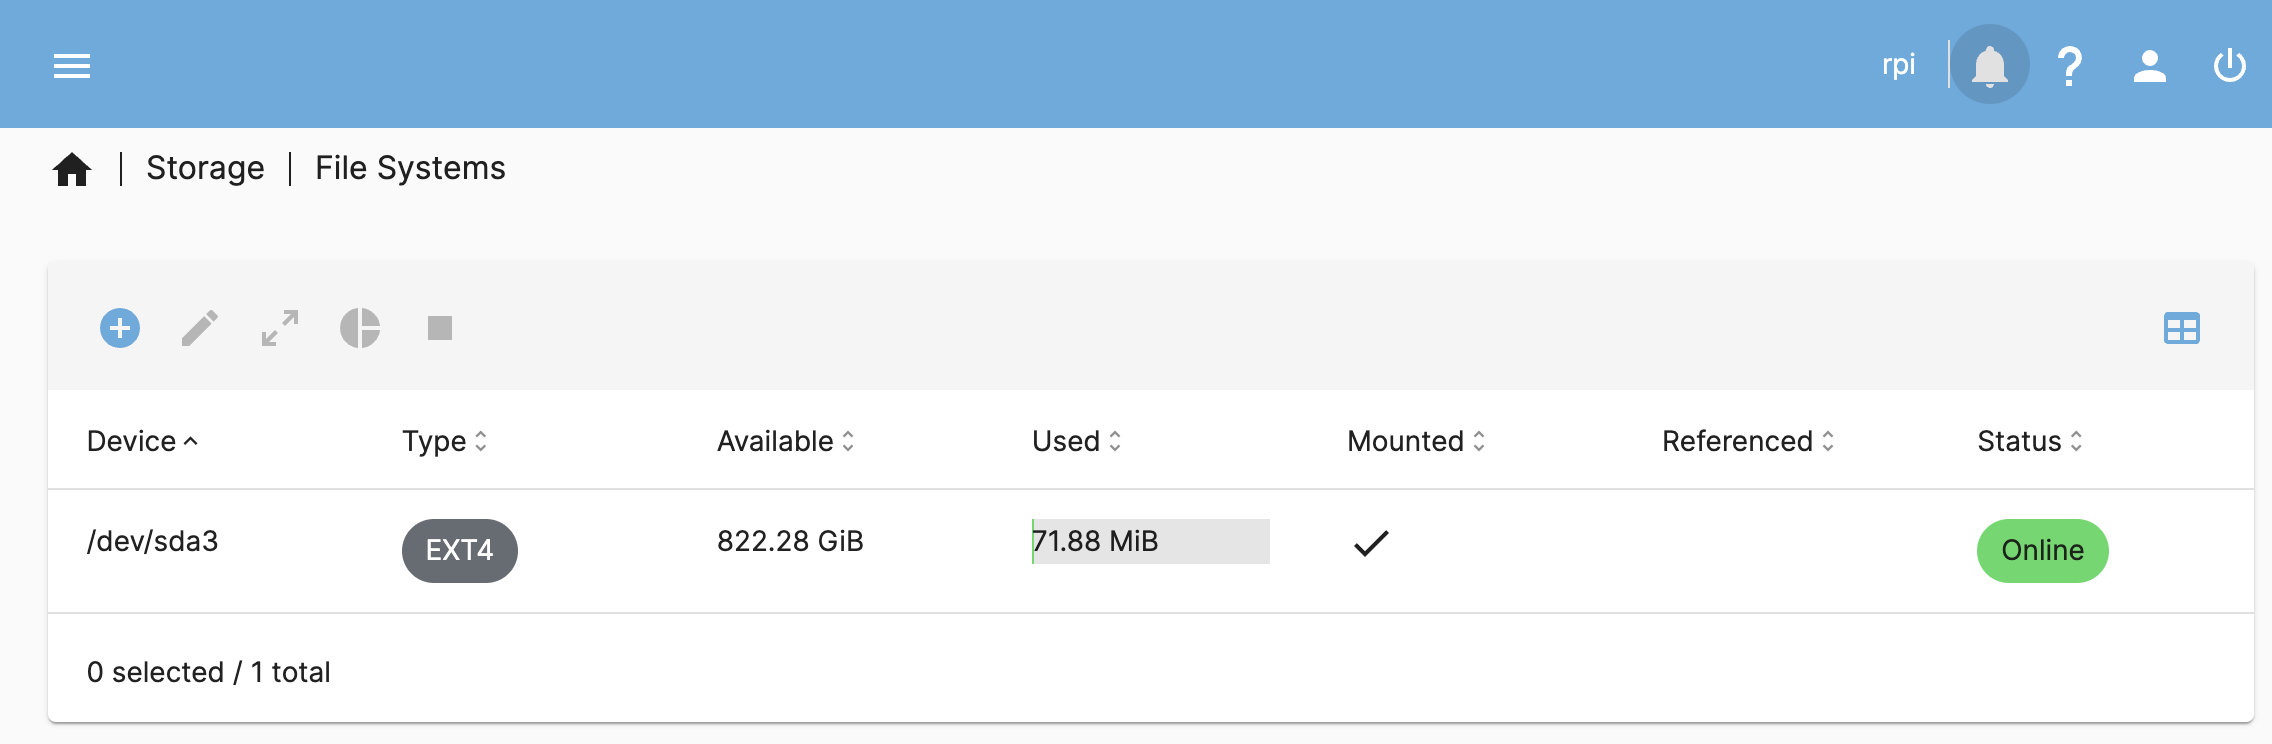 rpi
Storage | File Systems
Device Type Available Used Mounted Referenced Status
/dev/sda3 EXT4 822.28 GiB 71.88 MiB Online
0 selected / 1 total